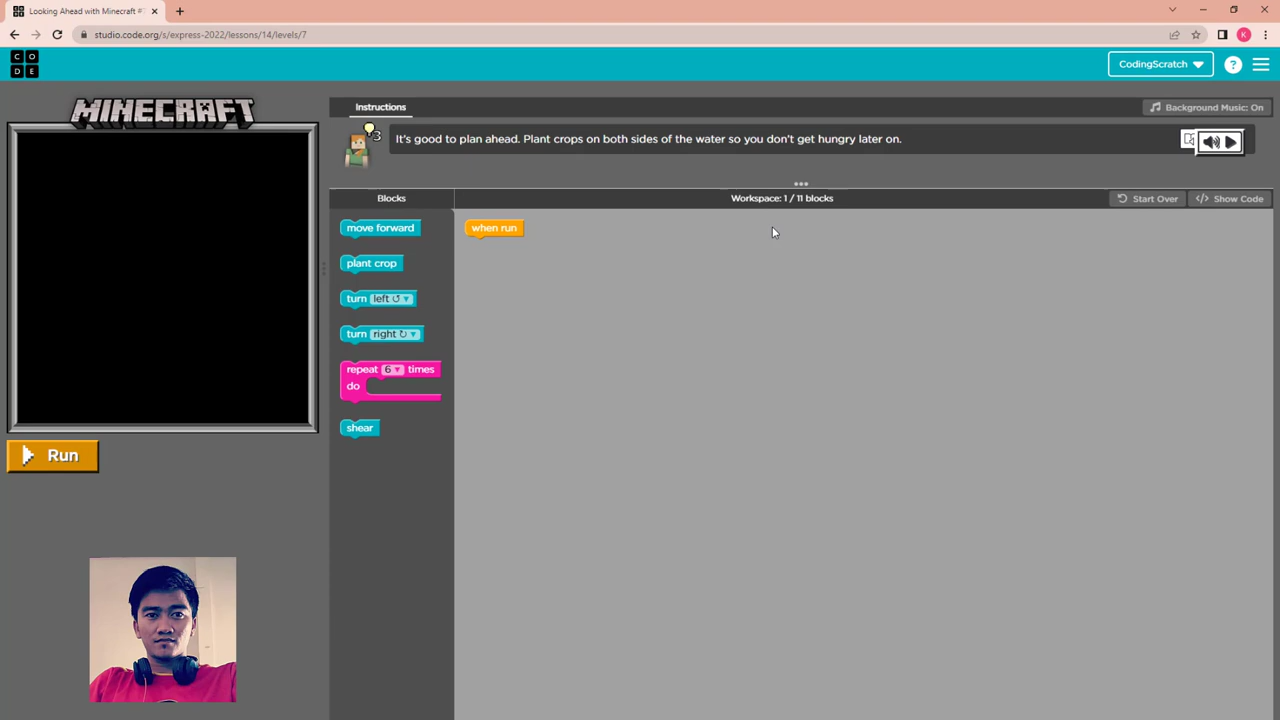 Looking Ahead with Minecraft #
studio.code.org/s/express-2022/lessons/14/levels/7
K
CODE
CodingScratch
?
MINECRAFT
Instructions
Background Music: On
3
It's good to plan ahead. Plant crops on both sides of the water so you don't get hungry later on.
Blocks
Workspace: 1 / 11 blocks
Start Over
</> Show Code
move forward
when run
plant crop
turn left
turn right
repeat 6 times
do
shear
Run